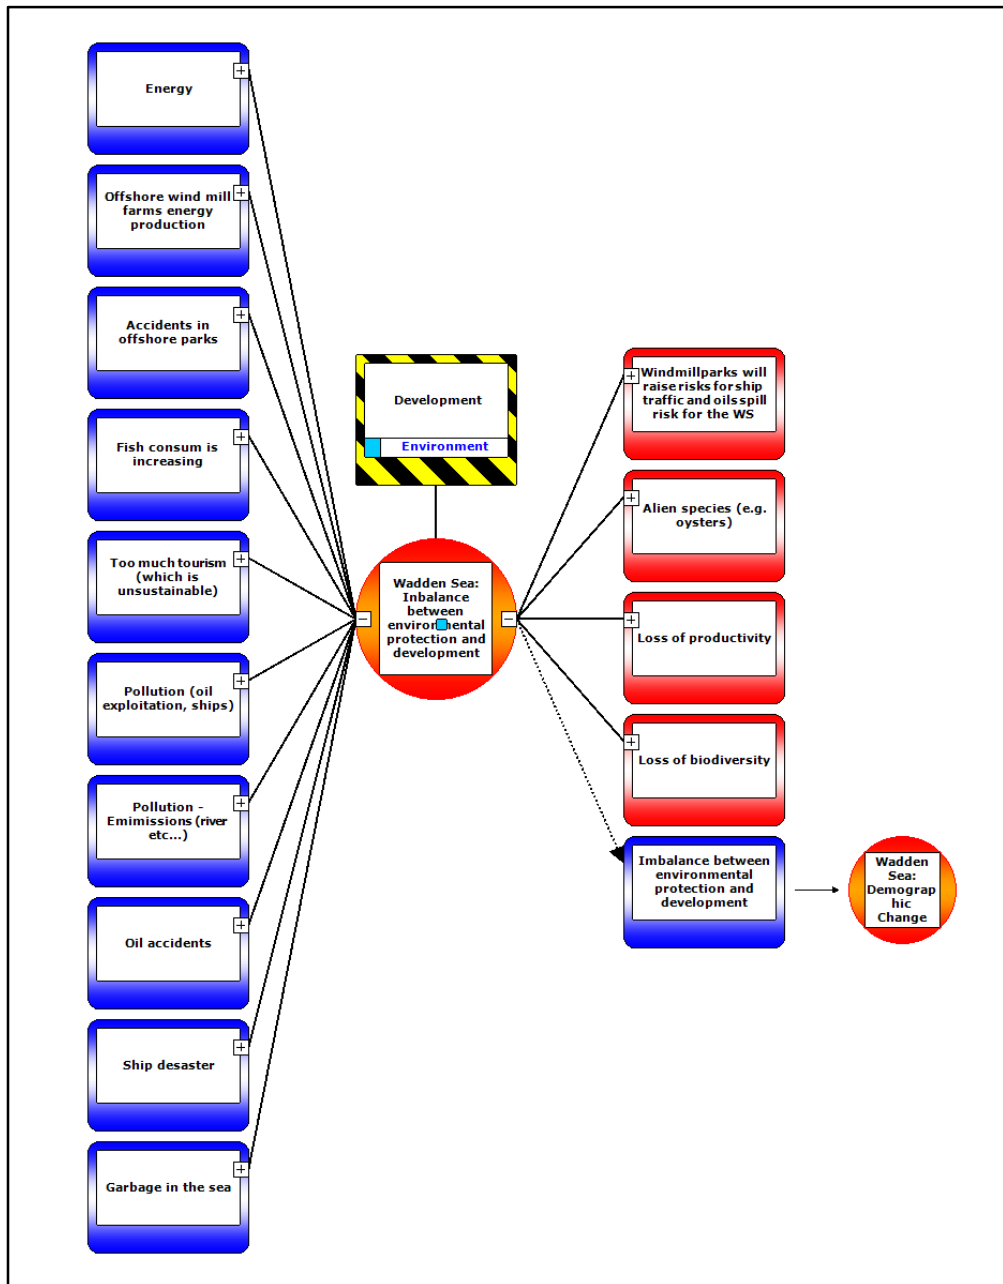 Energy
Offshore wind mill
farms energy
production
Accidents in
offshore parks
Fish consum is
increasing
Too much tourism
(which is
unsustainable)
Pollution (oil
exploitation, ships)
Pollution -
Emimissions (river
etc...)
Oil accidents
Ship desaster
Garbage in the sea
Development
Environment
Wadden Sea:
Inbalance
between
environmental
protection and
development
Windmillparks will
raise risks for ship
traffic and oils spill
risk for the WS
Alien species (e.g.
oysters)
Loss of productivity
Loss of biodiversity
Imbalance between
environmental
protection and
development
Wadden
Sea:
Demograp
hic
Change